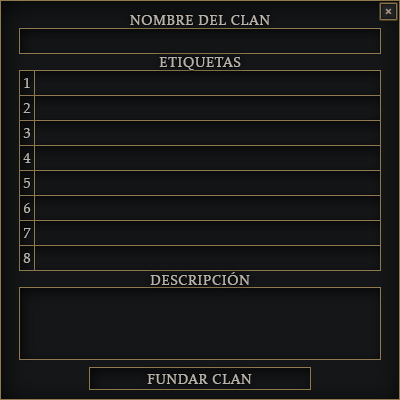 NOMBRE DEL CLAN
ETIQUETAS
1
2
3
4
5
6
7
8
DESCRIPCIÓN
FUNDAR CLAN